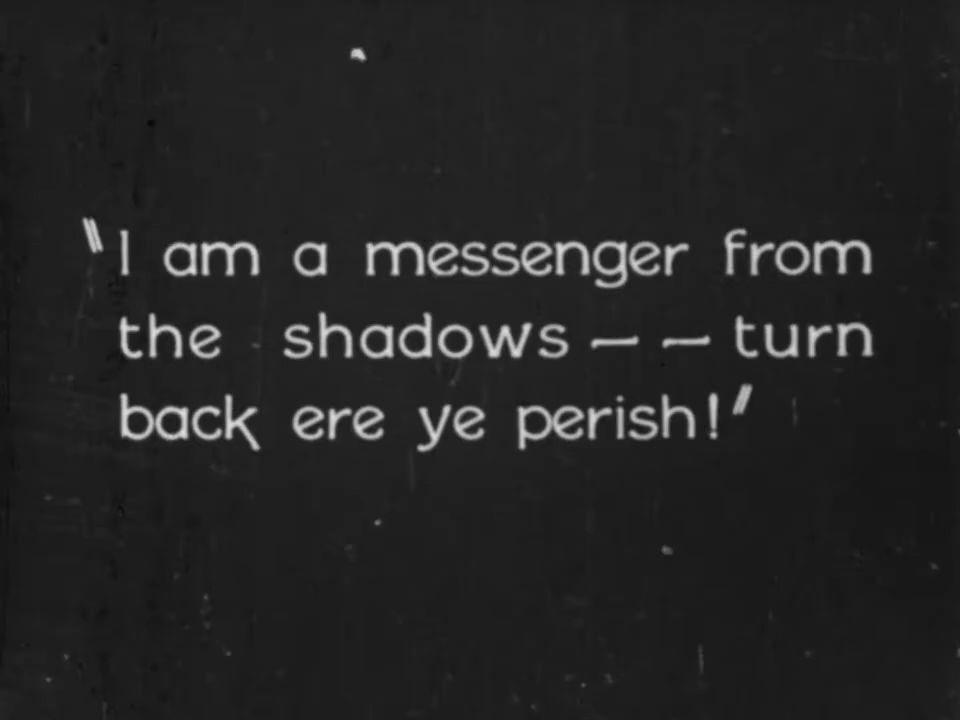 "I am a messenger from
the shadows — — turn
back ere ye perish!"